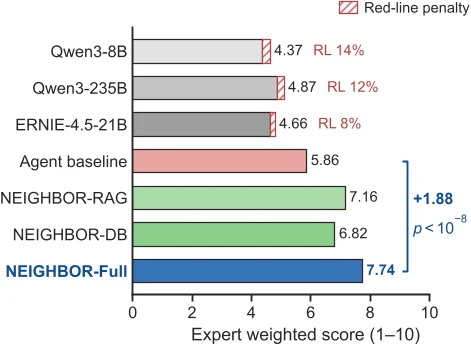 Red-line penalty
Qwen3-8B 4.37 RL 14%
Qwen3-235B 4.87 RL 12%
ERNIE-4.5-21B 4.66 RL 8%
Agent baseline 5.86
NEIGHBOR-RAG 7.16 +1.88
NEIGHBOR-DB 6.82 p < 10⁻⁸
NEIGHBOR-Full 7.74
0 2 4 6 8 10
Expert weighted score (1–10)